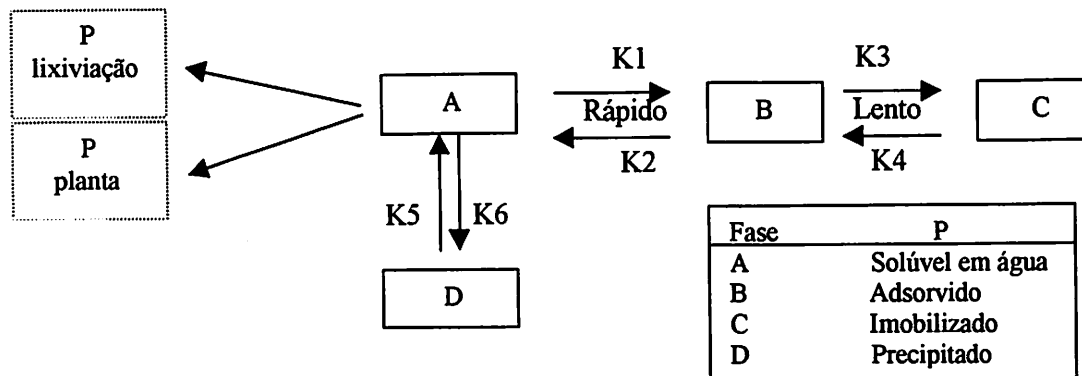 P
lixiviação
P
planta
A
K1
Rápido
K2
B
K3
Lento
K4
C
K5
K6
D
Fase P
A Solúvel em água
B Adsorvido
C Imobilizado
D Precipitado